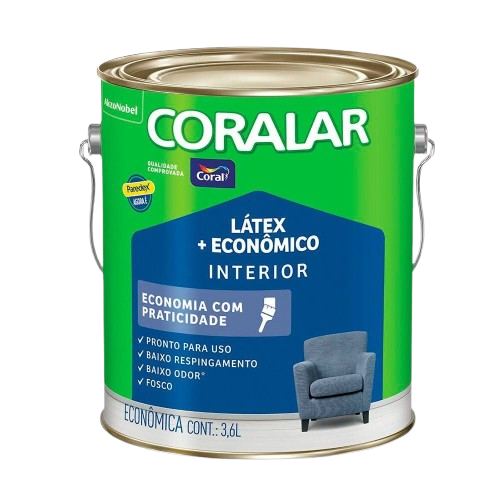 AkzoNobel
CORALAR
QUALIDADE
COMPROVADA
Coral
Paredex
AGORA É
LÁTEX
+ ECONÔMICO
INTERIOR
ECONOMIA COM
PRATICIDADE
✓ PRONTO PARA USO
✓ BAIXO RESPINGAMENTO
✓ BAIXO ODOR*
✓ FOSCO
ECONÔMICA CONT.: 3,6L